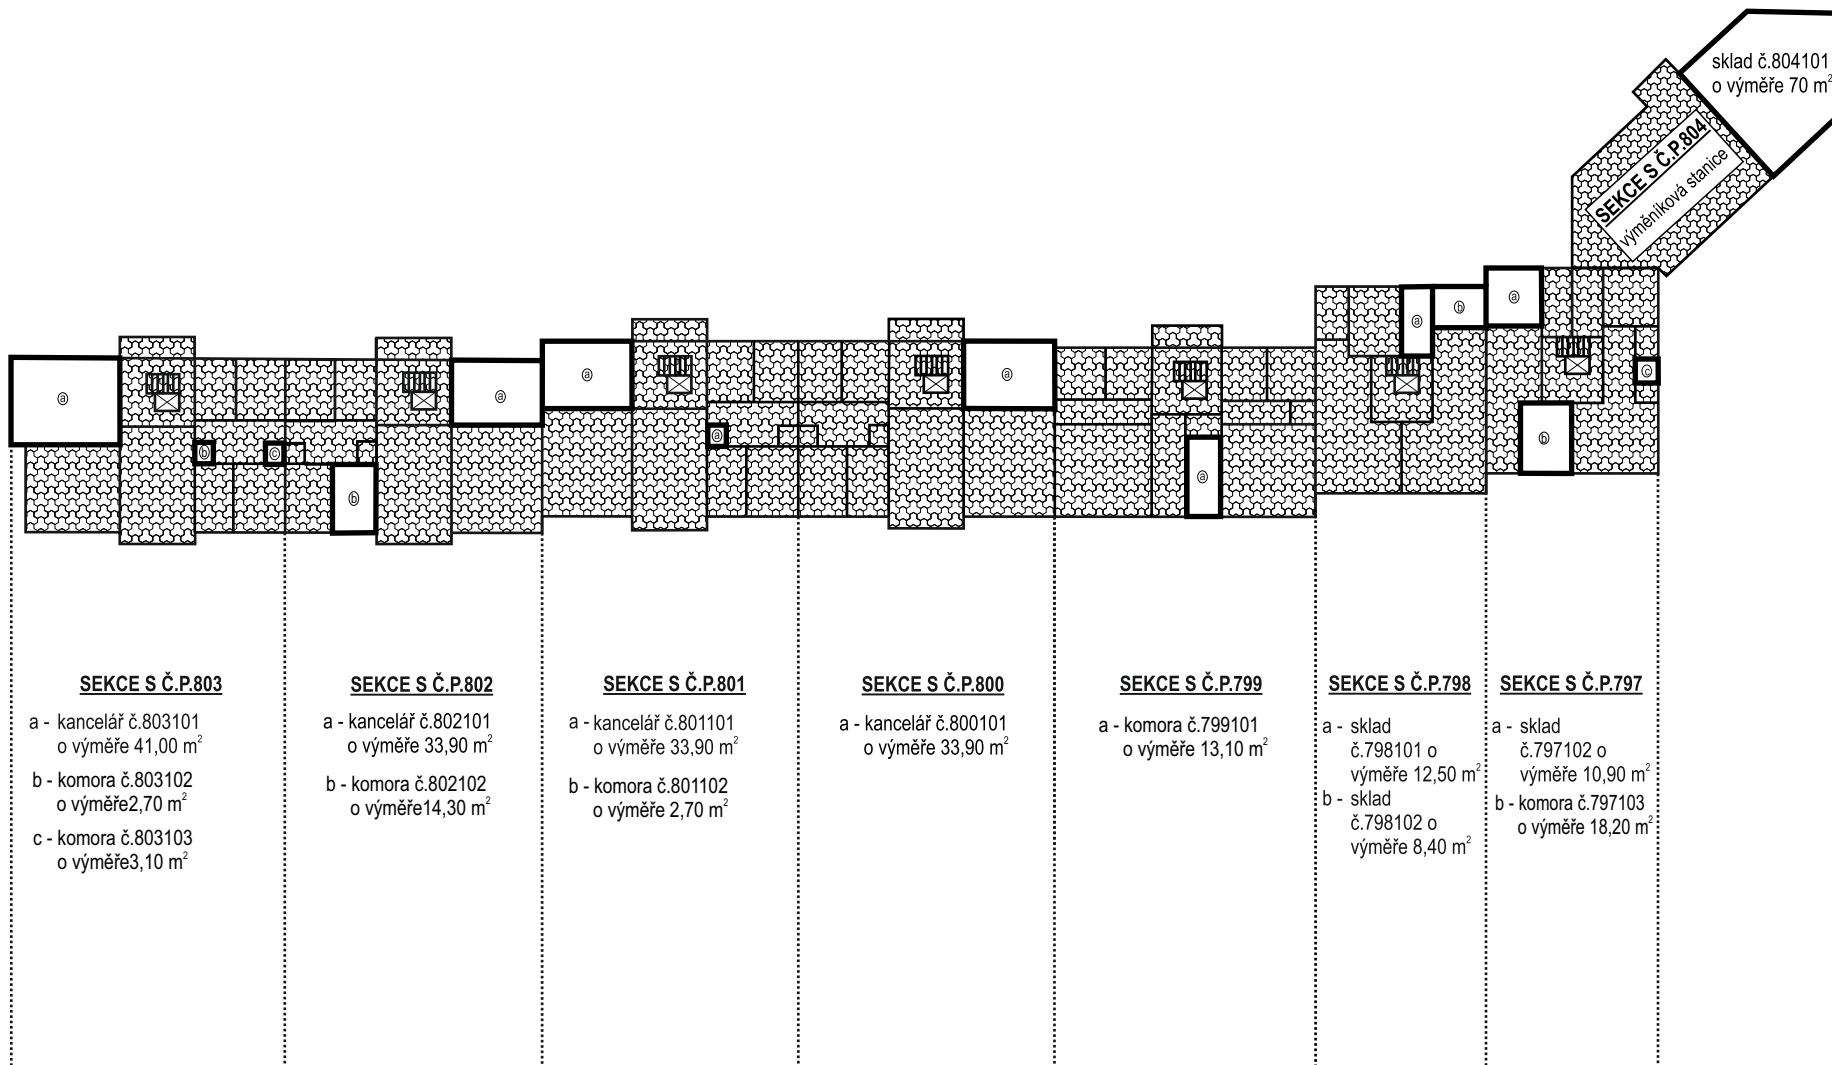 sklad č.804101
o výměře 70 m²
SEKCE S Č.P.804
výměníková stanice
a
b
c
a
b
a
a
a
a
a
b
a
b
c
SEKCE S Č.P.803
a - kancelář č.803101
o výměře 41,00 m²
b - komora č.803102
o výměře2,70 m²
c - komora č.803103
o výměře3,10 m²
SEKCE S Č.P.802
a - kancelář č.802101
o výměře 33,90 m²
b - komora č.802102
o výměře14,30 m²
SEKCE S Č.P.801
a - kancelář č.801101
o výměře 33,90 m²
b - komora č.801102
o výměře 2,70 m²
SEKCE S Č.P.800
a - kancelář č.800101
o výměře 33,90 m²
SEKCE S Č.P.799
a - komora č.799101
o výměře 13,10 m²
SEKCE S Č.P.798
a - sklad
č.798101 o
výměře 12,50 m²
b - sklad
č.798102 o
výměře 8,40 m²
SEKCE S Č.P.797
a - sklad
č.797102 o
výměře 10,90 m²
b - komora č.797103
o výměře 18,20 m²